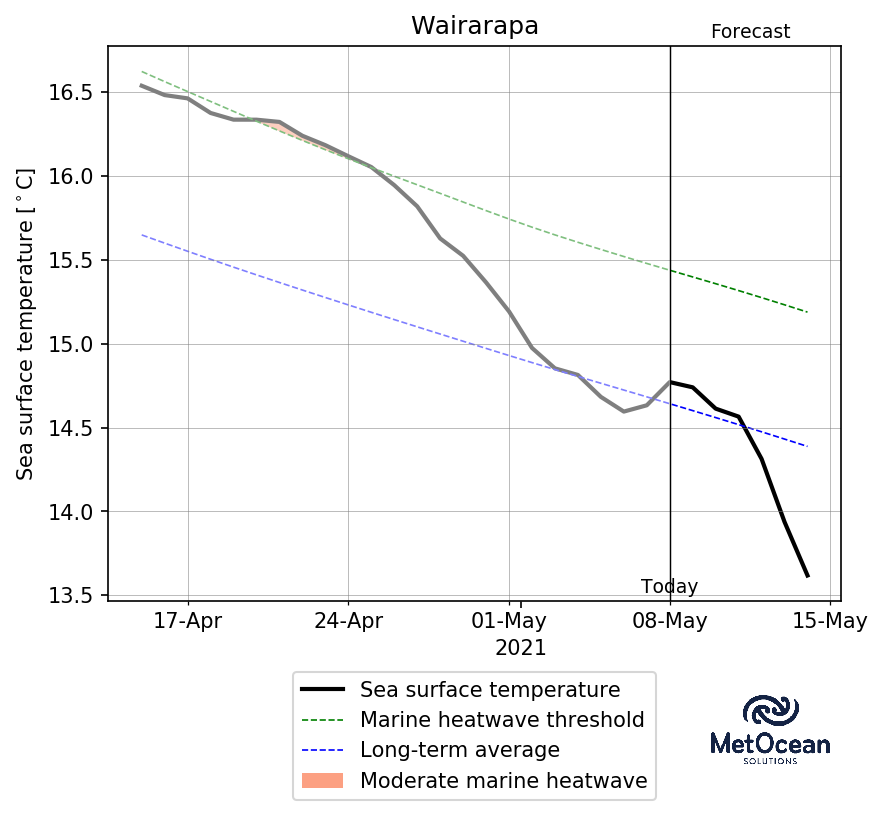 Wairarapa
Forecast
Sea surface temperature [°C]
16.5
16.0
15.5
15.0
14.5
14.0
13.5
Today
17-Apr 24-Apr 01-May 08-May 15-May
2021
Sea surface temperature
Marine heatwave threshold
Long-term average
Moderate marine heatwave
MetOcean
SOLUTIONS